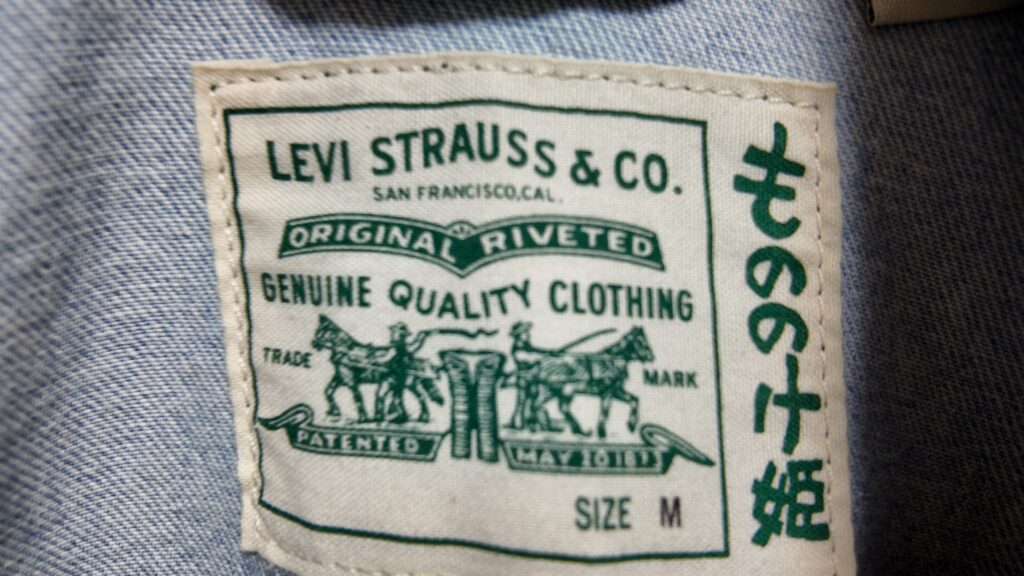 LEVI STRAUSS & CO.
SAN FRANCISCO, CAL.
ORIGINAL RIVETED
GENUINE QUALITY CLOTHING
TRADE MARK
PATENTED MAY 20 1873
SIZE M
もののけ姫